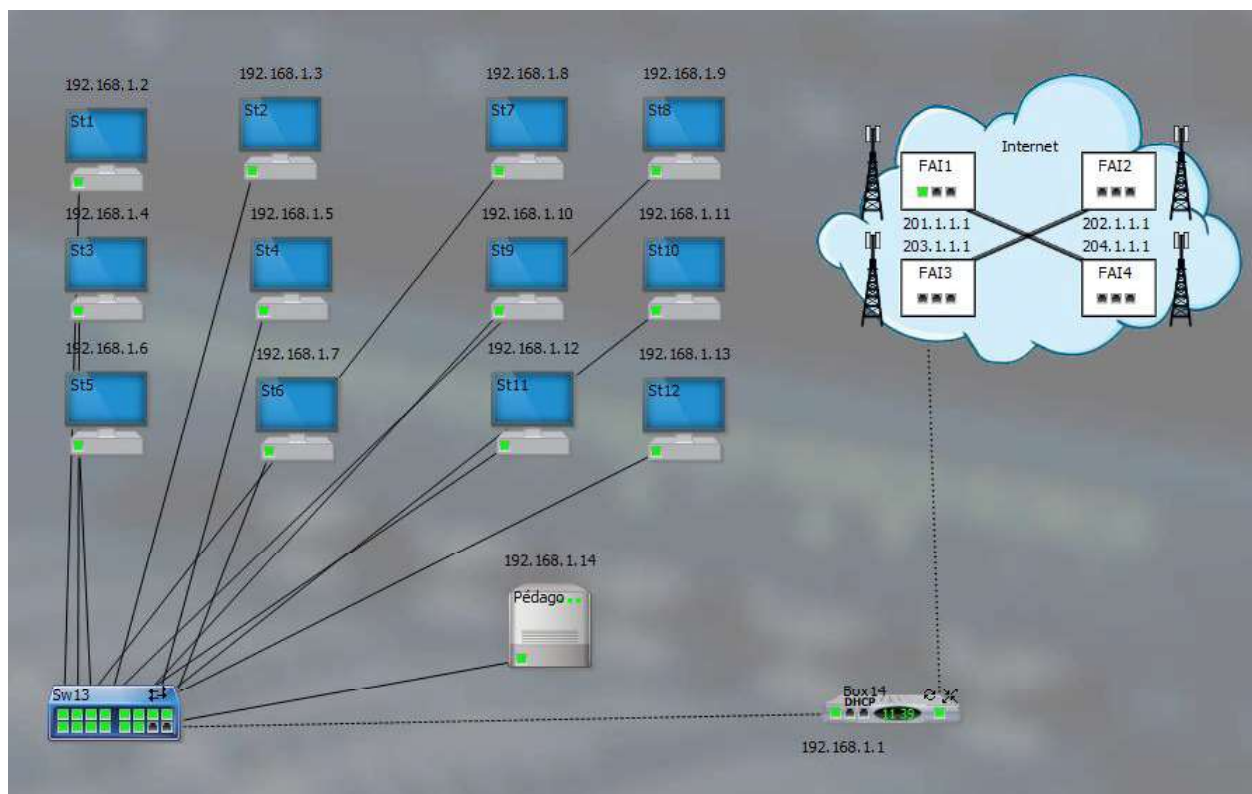 192.168.1.2
192.168.1.3
192.168.1.8
192.168.1.9
St1
St2
St7
St8
Internet
FAI1
FAI2
201.1.1.1
202.1.1.1
203.1.1.1
204.1.1.1
FAI3
FAI4
192.168.1.4
192.168.1.5
192.168.1.10
192.168.1.11
St3
St4
St9
St10
192.168.1.6
192.168.1.7
192.168.1.12
192.168.1.13
St5
St6
St11
St12
192.168.1.14
Pédago
Sw13
Box14
DHCP
11:39
192.168.1.1